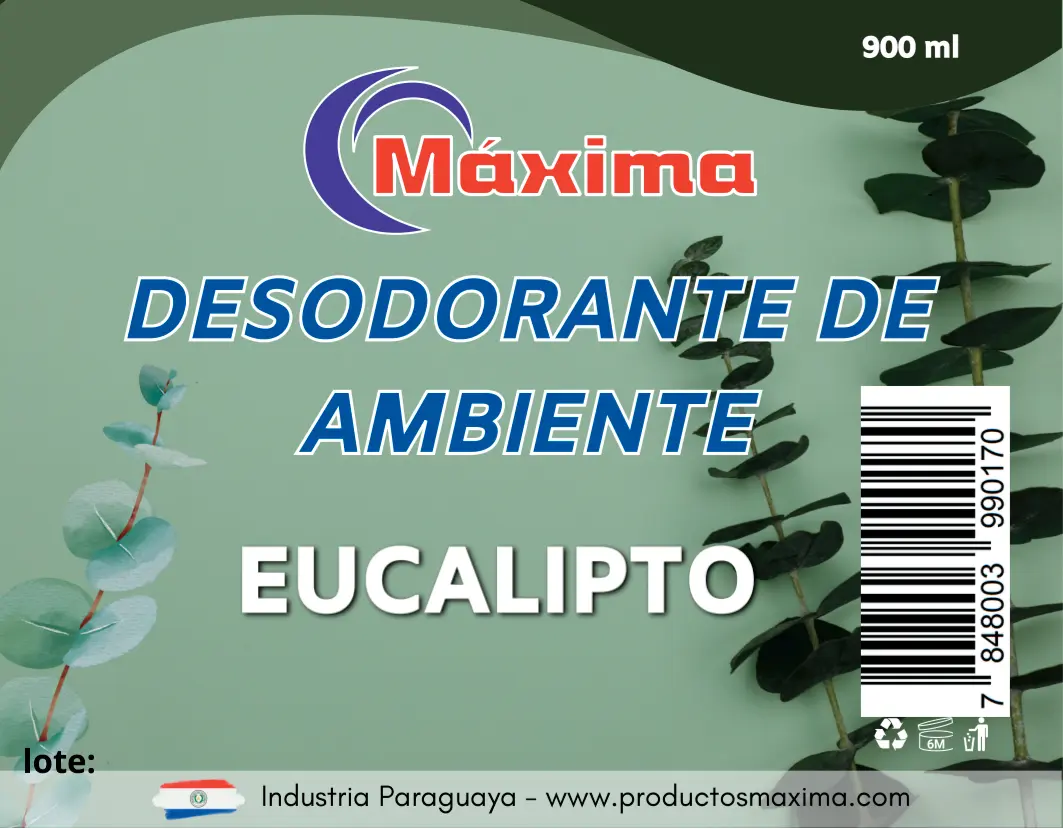 900 ml
Máxima
DESODORANTE DE
AMBIENTE
EUCALIPTO
7 848003 990170
6M
lote:
Industria Paraguaya - www.productosmaxima.com